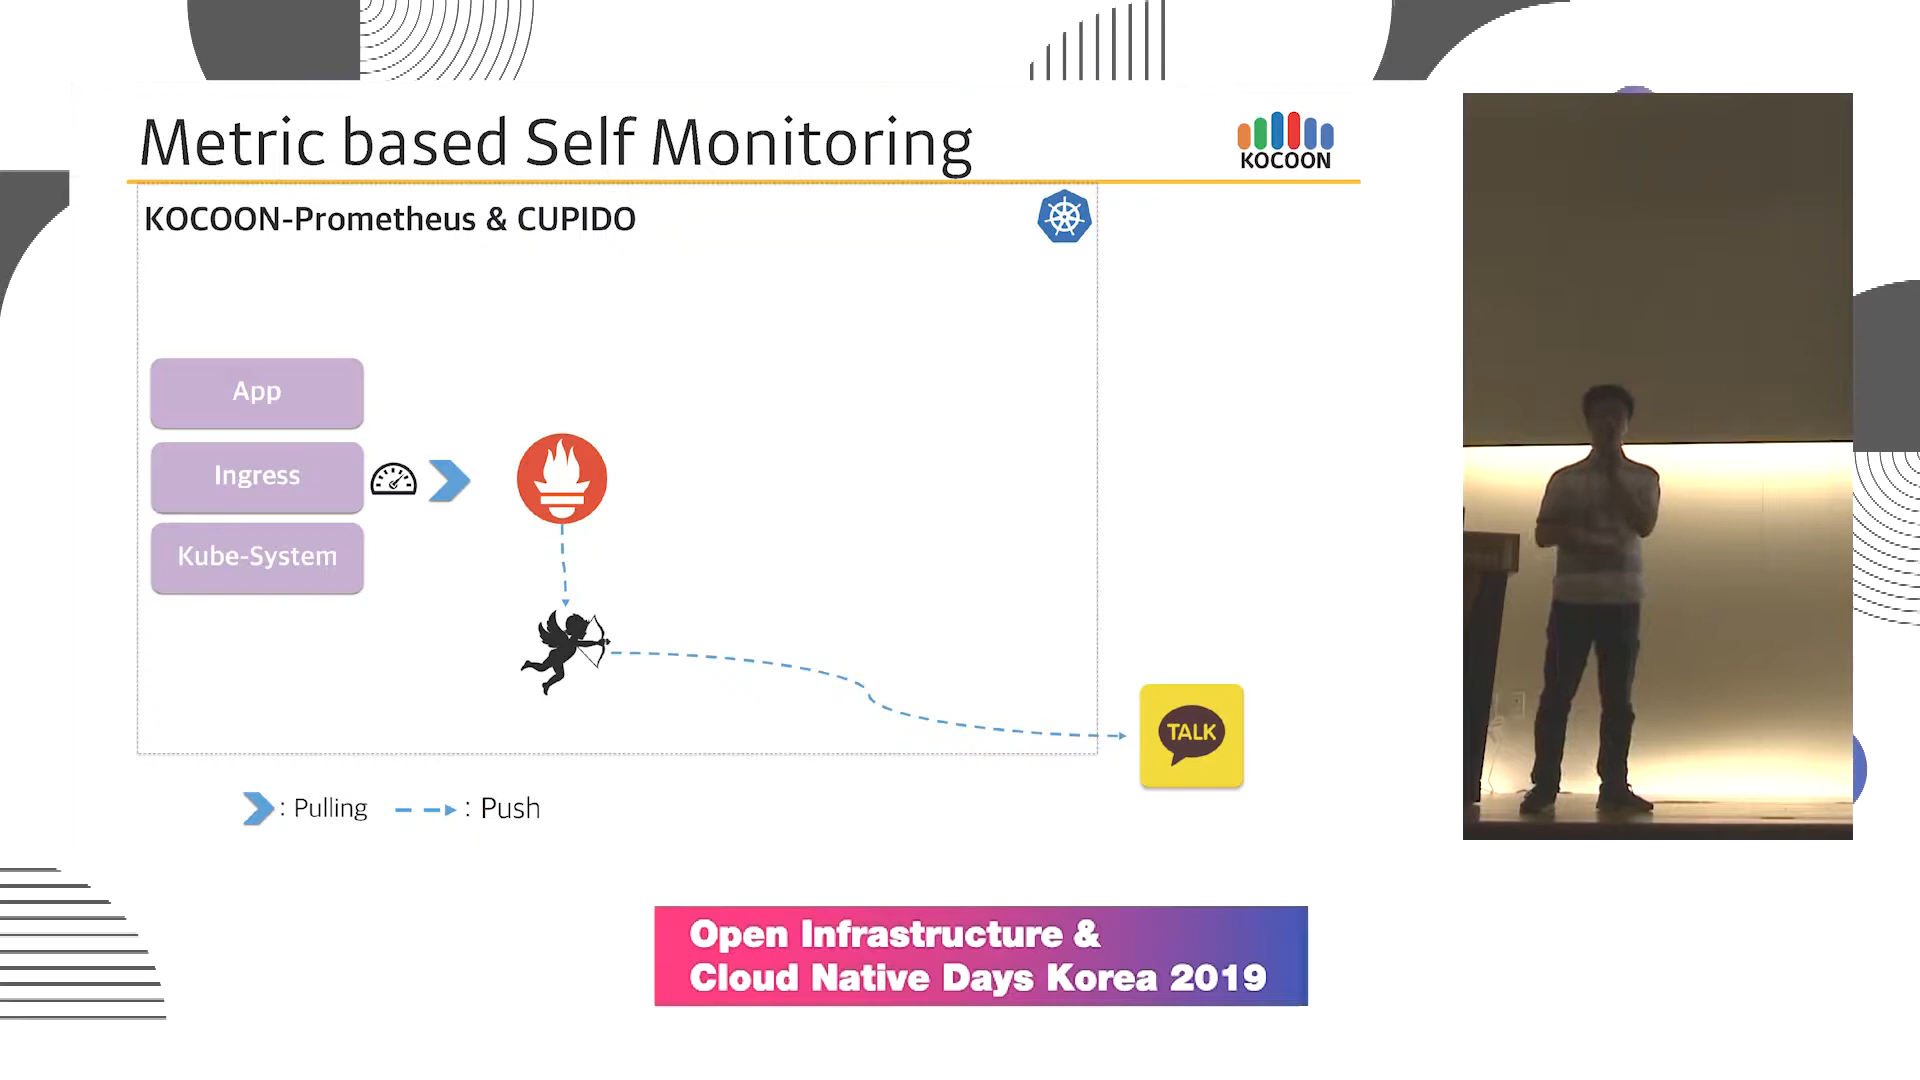 Metric based Self Monitoring
KOCOON
KOCOON-Prometheus & CUPIDO
App
Ingress
Kube-System
TALK
: Pulling
: Push
Open Infrastructure &
Cloud Native Days Korea 2019